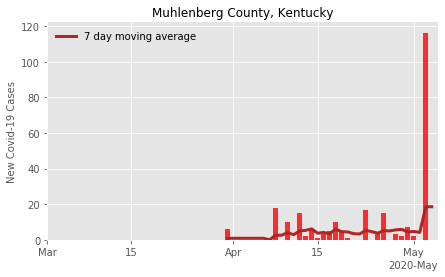 Muhlenberg County, Kentucky
7 day moving average
New Covid-19 Cases
120
100
80
60
40
20
0
Mar 15 Apr 15 May
2020-May